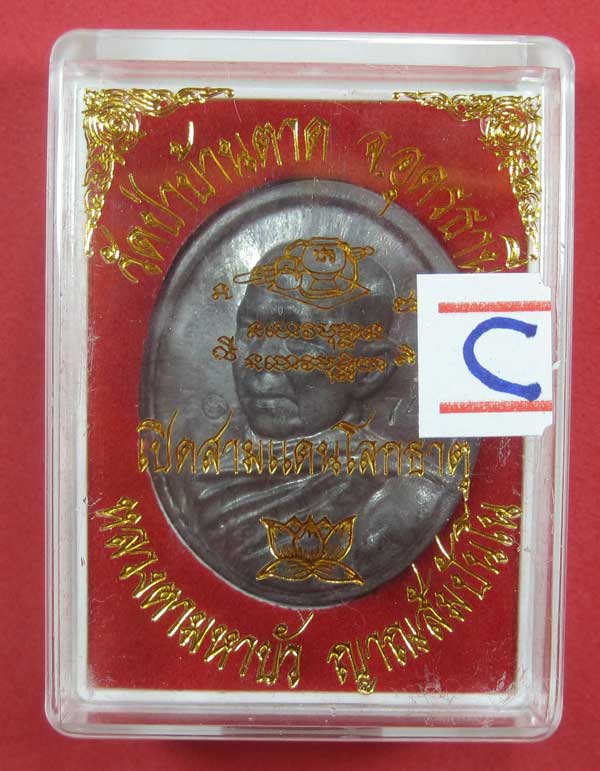 วัดป่าบ้านตาด จ.อุดรธานี
C
เปิดสามแดนโลกธาตุ
หลวงตามหาบัว ญาณสัมปันโน